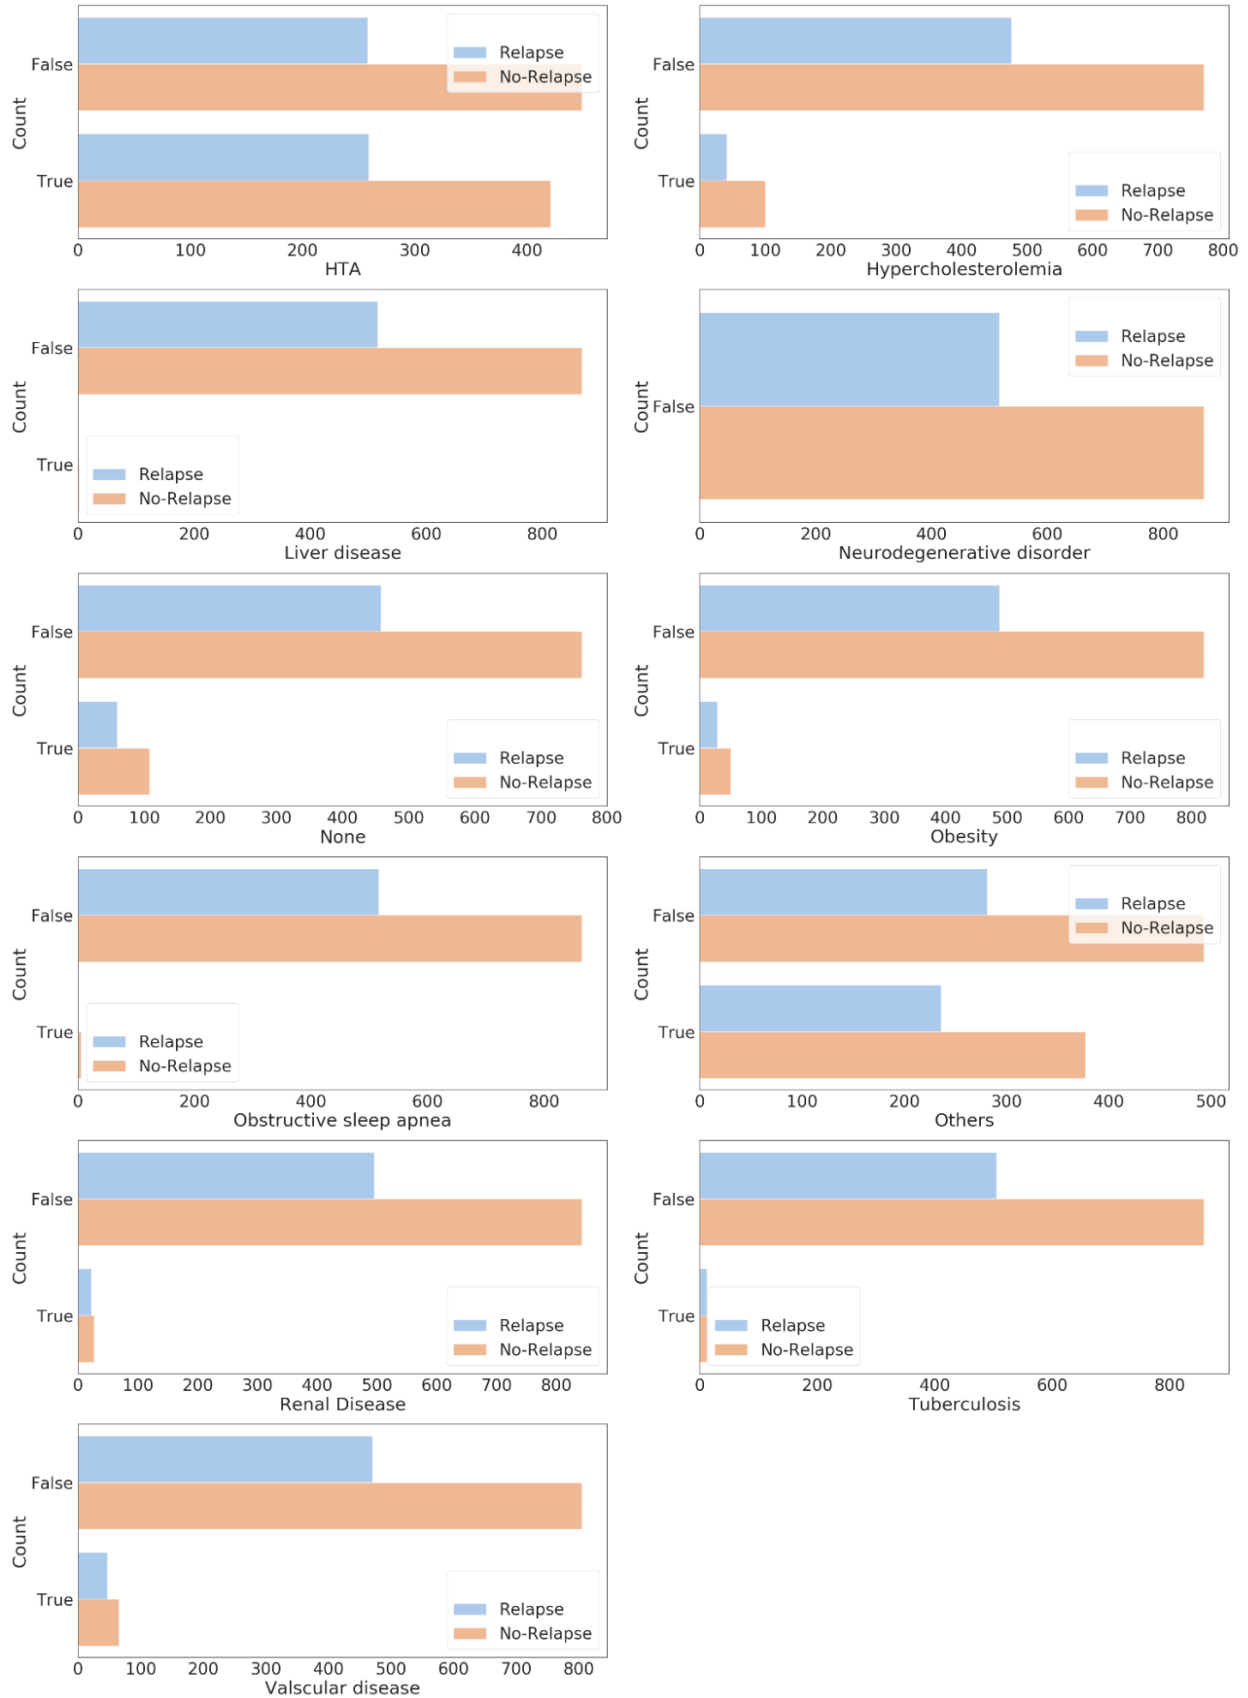 Relapse
No-Relapse
False
True
Count
0 100 200 300 400
HTA
Relapse
No-Relapse
False
True
Count
0 100 200 300 400 500 600 700 800
Hypercholesterolemia
Relapse
No-Relapse
False
True
Count
0 200 400 600 800
Liver disease
Relapse
No-Relapse
False
Count
0 200 400 600 800
Neurodegenerative disorder
Relapse
No-Relapse
False
True
Count
0 100 200 300 400 500 600 700 800
None
Relapse
No-Relapse
False
True
Count
0 100 200 300 400 500 600 700 800
Obesity
Relapse
No-Relapse
False
True
Count
0 200 400 600 800
Obstructive sleep apnea
Relapse
No-Relapse
False
True
Count
0 100 200 300 400 500
Others
Relapse
No-Relapse
False
True
Count
0 100 200 300 400 500 600 700 800
Renal Disease
Relapse
No-Relapse
False
True
Count
0 200 400 600 800
Tuberculosis
Relapse
No-Relapse
False
True
Count
0 100 200 300 400 500 600 700 800
Valscular disease